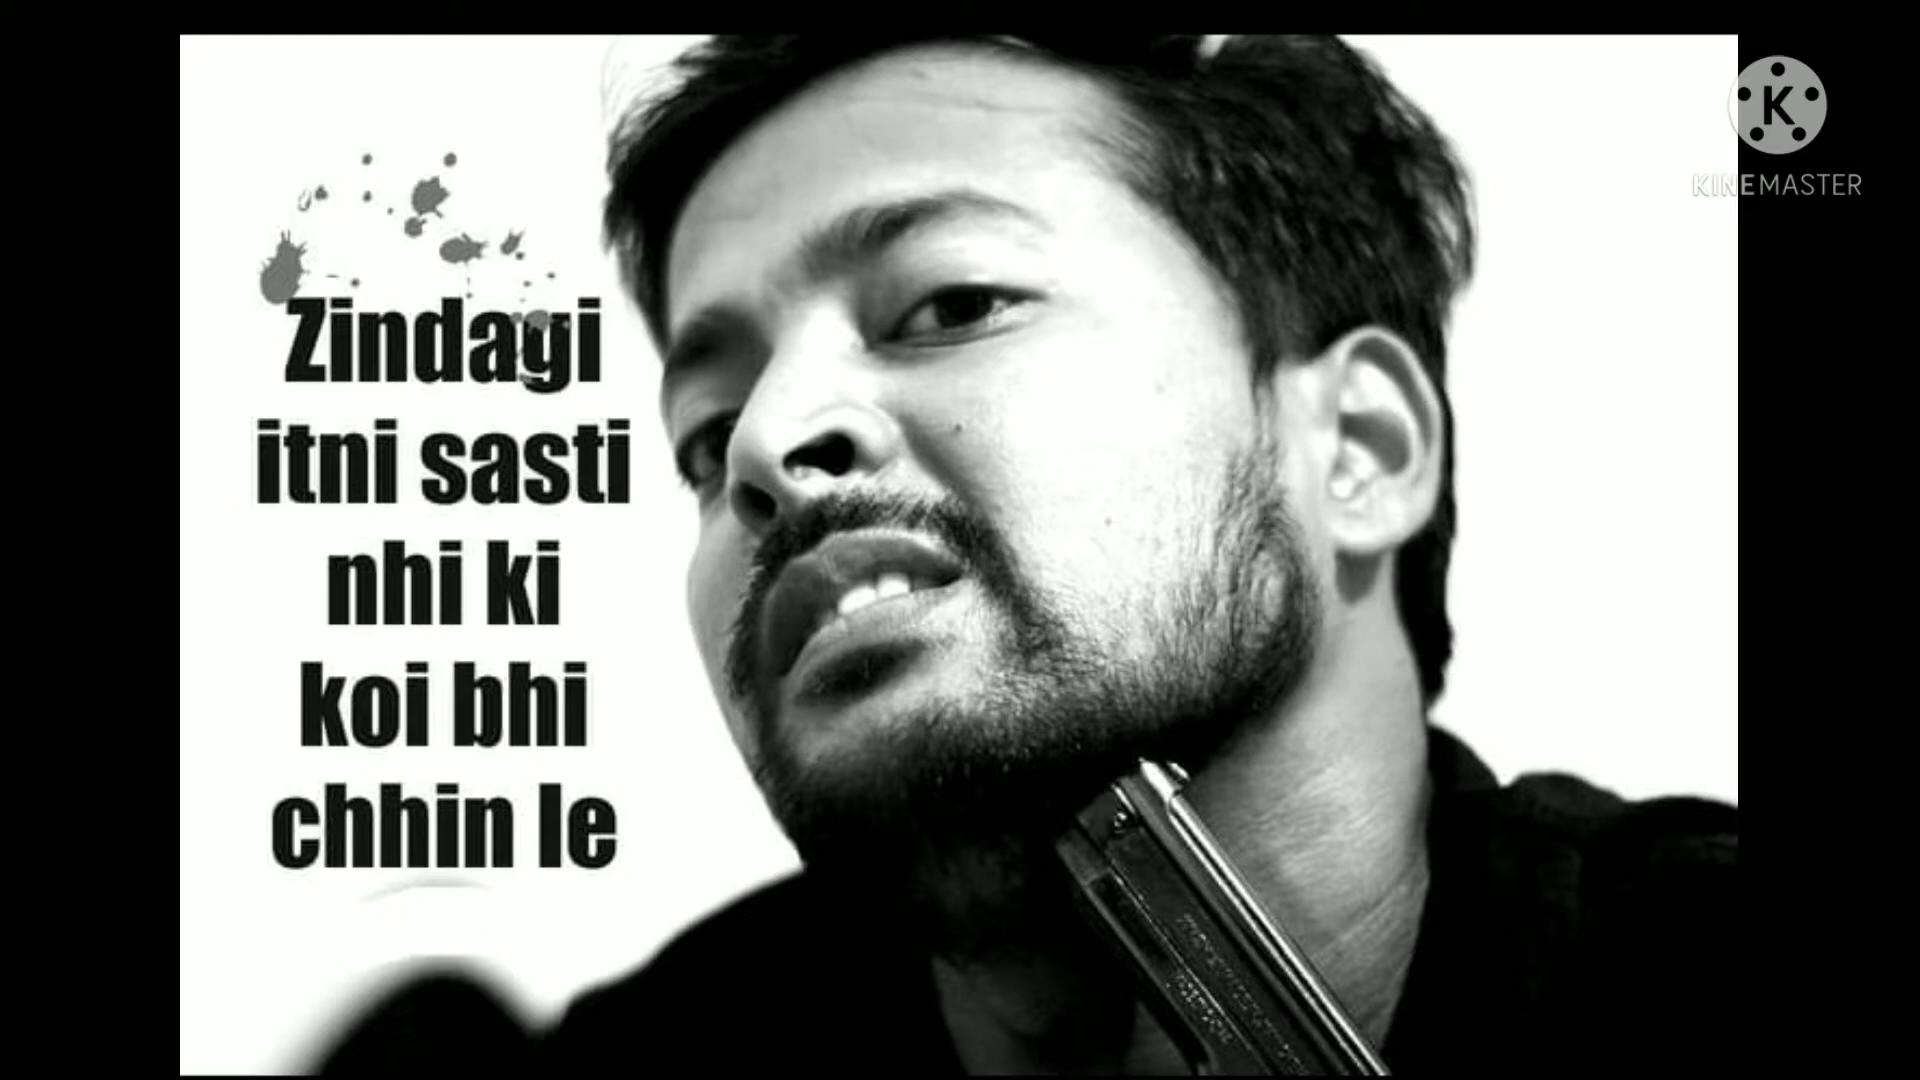 Zindagi
itni sasti
nhi ki
koi bhi
chhin le
K
KINEMASTER